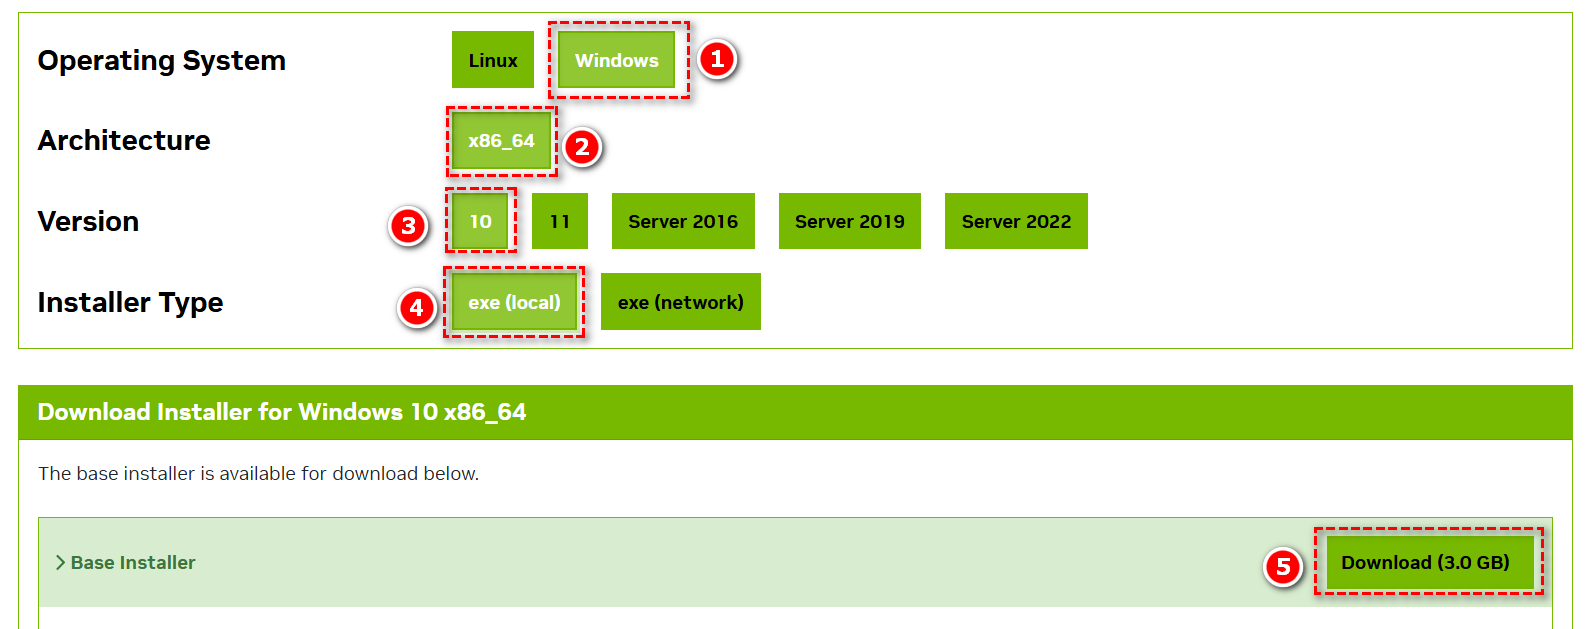 Operating System Linux Windows 1
Architecture x86_64 2
Version 3 10 11 Server 2016 Server 2019 Server 2022
Installer Type 4 exe (local) exe (network)
Download Installer for Windows 10 x86_64
The base installer is available for download below.
> Base Installer 5 Download (3.0 GB)